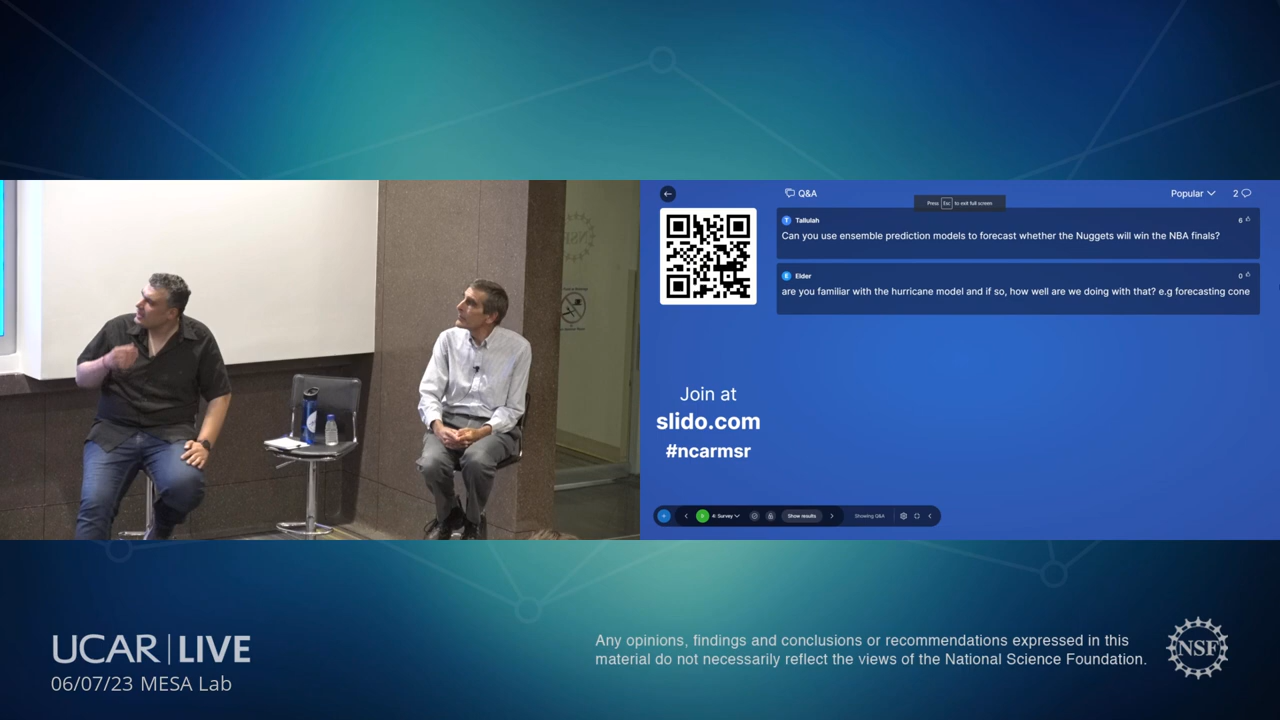 Q&A
Popular
2
Press Esc to exit full screen
T Tallulah
6
Can you use ensemble prediction models to forecast whether the Nuggets will win the NBA finals?
E Elder
0
are you familiar with the hurricane model and if so, how well are we doing with that? e.g forecasting cone
Join at
slido.com
#ncarmsr
Survey
Show results
Showing Q&A
UCAR | LIVE
06/07/23 MESA Lab
Any opinions, findings and conclusions or recommendations expressed in this
material do not necessarily reflect the views of the National Science Foundation.
NSF
NSF